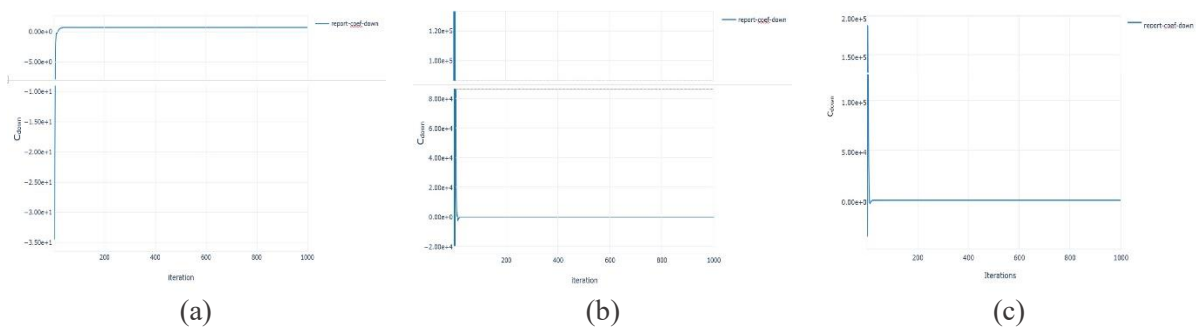 report-coef-down
0.00e+0
−5.00e+0
−1.00e+1
−1.50e+1
−2.00e+1
−2.50e+1
−3.00e+1
−3.50e+1
Cdown
200
400
600
800
1000
Iteration
(a)
report-coef-down
1.20e+5
1.00e+5
8.00e+4
6.00e+4
4.00e+4
2.00e+4
0.00e+0
−2.00e+4
Cdown
200
400
600
800
1000
Iteration
(b)
report-coef-down
2.00e+5
1.50e+5
1.00e+5
5.00e+4
0.00e+0
Cdown
200
400
600
800
1000
Iterations
(c)